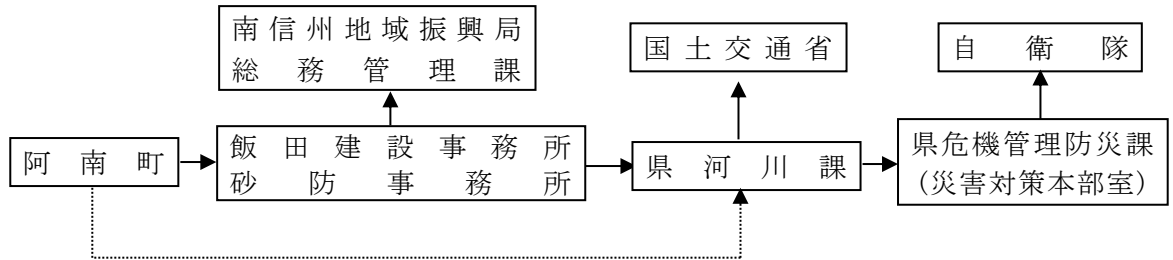 南信州地域振興局
総務管理課
国土交通省
自衛隊
阿南町
飯田建設事務所
砂防事務所
県河川課
県危機管理防災課
(災害対策本部室)